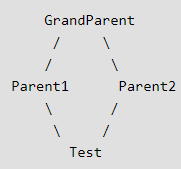 GrandParent
/ \
/ \
Parent1 Parent2
\ /
\ /
Test